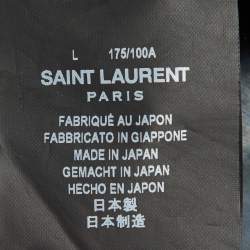 L 175/100A
SAINT LAURENT
PARIS
FABRIQUÉ AU JAPON
FABBRICATO IN GIAPPONE
MADE IN JAPAN
GEMACHT IN JAPAN
HECHO EN JAPON
日本製
日本制造